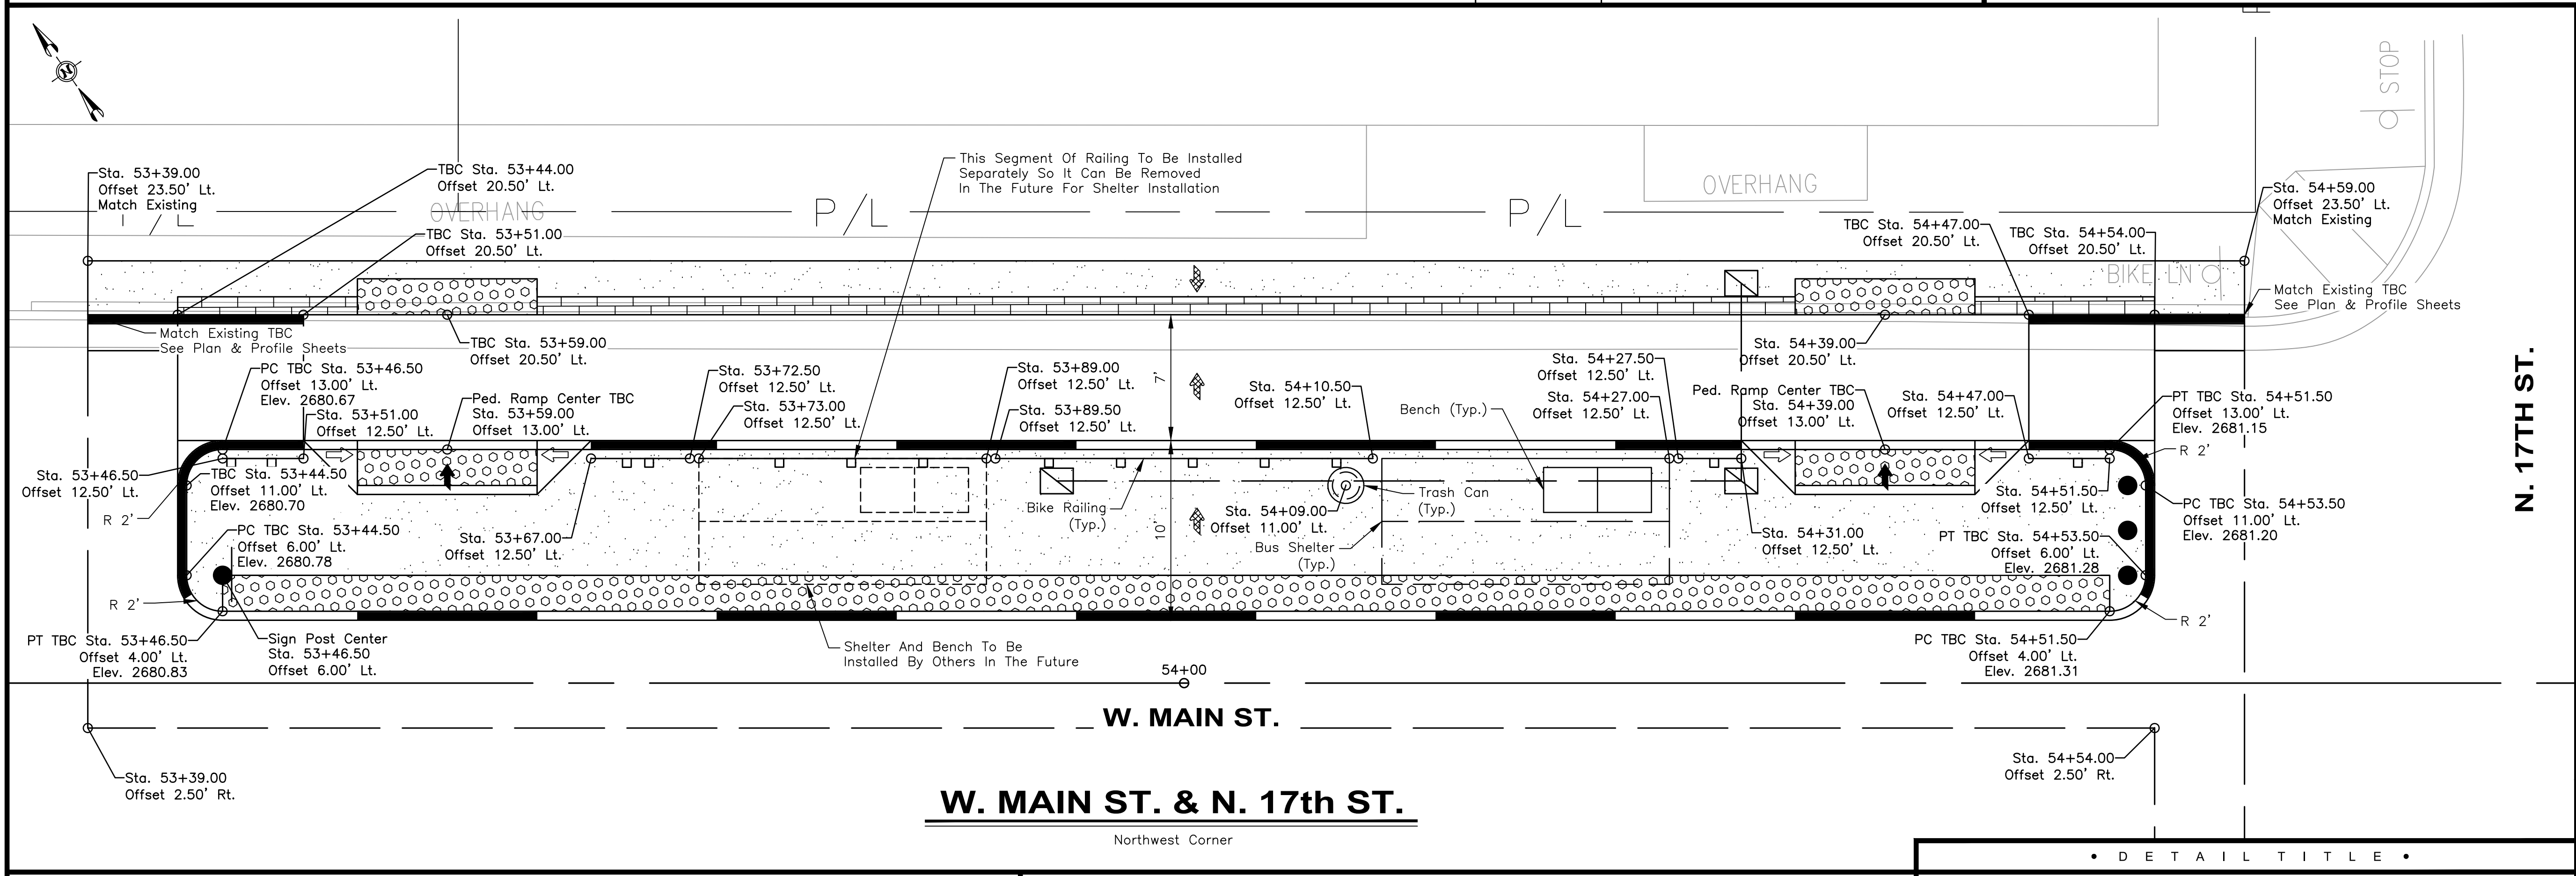 N
STOP
This Segment Of Railing To Be Installed
Separately So It Can Be Removed
In The Future For Shelter Installation
Sta. 53+39.00
Offset 23.50' Lt.
Match Existing
TBC Sta. 53+44.00
Offset 20.50' Lt.
OVERHANG
P/L
P/L
OVERHANG
Sta. 54+59.00
Offset 23.50' Lt.
Match Existing
TBC Sta. 53+51.00
Offset 20.50' Lt.
TBC Sta. 54+47.00
Offset 20.50' Lt.
TBC Sta. 54+54.00
Offset 20.50' Lt.
BIKE LN
Match Existing TBC
See Plan & Profile Sheets
Match Existing TBC
See Plan & Profile Sheets
TBC Sta. 53+59.00
Offset 20.50' Lt.
7'
Sta. 54+39.00
Offset 20.50' Lt.
N. 17TH ST.
PC TBC Sta. 53+46.50
Offset 13.00' Lt.
Elev. 2680.67
Sta. 53+51.00
Offset 12.50' Lt.
Ped. Ramp Center TBC
Sta. 53+59.00
Offset 13.00' Lt.
Sta. 53+72.50
Offset 12.50' Lt.
Sta. 53+73.00
Offset 12.50' Lt.
Sta. 53+89.00
Offset 12.50' Lt.
Sta. 53+89.50
Offset 12.50' Lt.
Sta. 54+10.50
Offset 12.50' Lt.
Bench (Typ.)
Sta. 54+27.50
Offset 12.50' Lt.
Sta. 54+27.00
Offset 12.50' Lt.
Ped. Ramp Center TBC
Sta. 54+39.00
Offset 13.00' Lt.
Sta. 54+47.00
Offset 12.50' Lt.
PT TBC Sta. 54+51.50
Offset 13.00' Lt.
Elev. 2681.15
R 2'
Sta. 53+46.50
Offset 12.50' Lt.
TBC Sta. 53+44.50
Offset 11.00' Lt.
Elev. 2680.70
R 2'
PC TBC Sta. 53+44.50
Offset 6.00' Lt.
Elev. 2680.78
Sta. 53+67.00
Offset 12.50' Lt.
Bike Railing
(Typ.)
10'
Sta. 54+09.00
Offset 11.00' Lt.
Trash Can
(Typ.)
Bus Shelter
(Typ.)
Sta. 54+31.00
Offset 12.50' Lt.
Sta. 54+51.50
Offset 12.50' Lt.
PC TBC Sta. 54+53.50
Offset 11.00' Lt.
Elev. 2681.20
PT TBC Sta. 54+53.50
Offset 6.00' Lt.
Elev. 2681.28
R 2'
R 2'
PT TBC Sta. 53+46.50
Offset 4.00' Lt.
Elev. 2680.83
Sign Post Center
Sta. 53+46.50
Offset 6.00' Lt.
Shelter And Bench To Be
Installed By Others In The Future
PC TBC Sta. 54+51.50
Offset 4.00' Lt.
Elev. 2681.31
54+00
W. MAIN ST.
Sta. 53+39.00
Offset 2.50' Rt.
Sta. 54+54.00
Offset 2.50' Rt.
W. MAIN ST. & N. 17th ST.
Northwest Corner
• DETAIL TITLE •